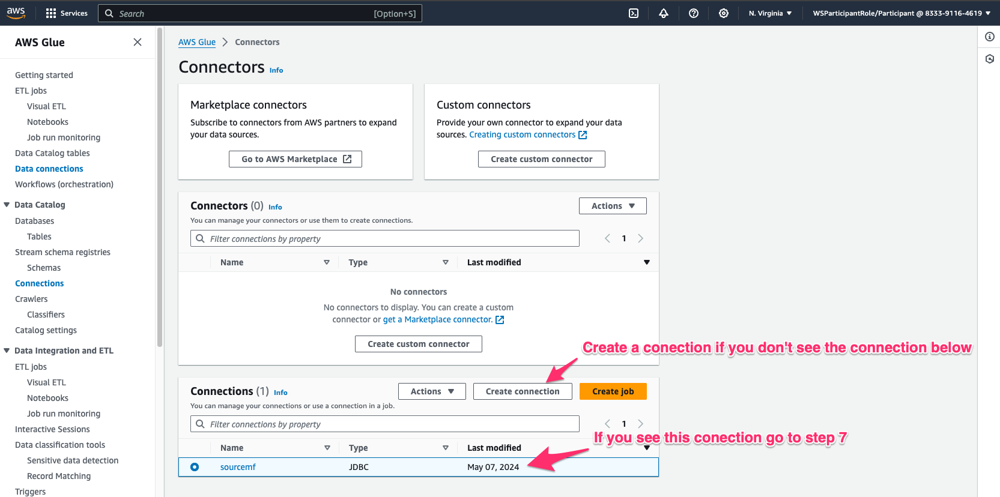 aws
Services
Search
[Option+S]
N. Virginia
WSParticipantRole/Participant @ 8333-9116-4619
AWS Glue
Getting started
ETL jobs
Visual ETL
Notebooks
Job run monitoring
Data Catalog tables
Data connections
Workflows (orchestration)
Data Catalog
Databases
Tables
Stream schema registries
Schemas
Connections
Crawlers
Classifiers
Catalog settings
Data Integration and ETL
ETL jobs
Visual ETL
Notebooks
Job run monitoring
Interactive Sessions
Data classification tools
Sensitive data detection
Record Matching
Triggers
AWS Glue > Connectors
Connectors Info
Marketplace connectors
Subscribe to connectors from AWS partners to expand
your data sources.
Go to AWS Marketplace
Custom connectors
Provide your own connector to expand your data
sources. Creating custom connectors
Create custom connector
Connectors (0) Info
Actions
You can manage your connectors or use them to create connections.
Filter connections by property
1
Name
Type
Last modified
No connectors
No connectors to display. You can create a custom
connector or get a Marketplace connector.
Create custom connector
Create a conection if you don't see the connection below
Connections (1) Info
Actions
Create connection
Create job
You can manage your connections or use a connection in a job.
Filter connections by property
1
If you see this conection go to step 7
Name
Type
Last modified
sourcemf
JDBC
May 07, 2024